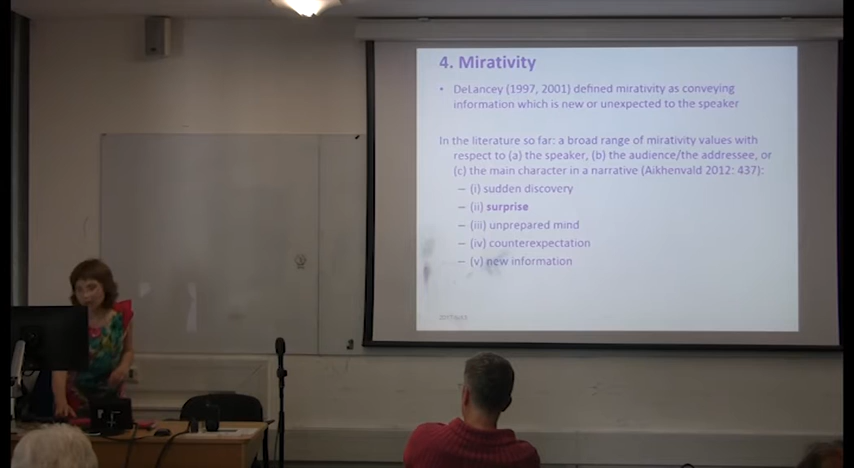 4. Mirativity
• DeLancey (1997, 2001) defined mirativity as conveying
information which is new or unexpected to the speaker
In the literature so far: a broad range of mirativity values with
respect to (a) the speaker, (b) the audience/the addressee, or
(c) the main character in a narrative (Aikhenvald 2012: 437):
– (i) sudden discovery
– (ii) surprise
– (iii) unprepared mind
– (iv) counterexpectation
– (v) new information